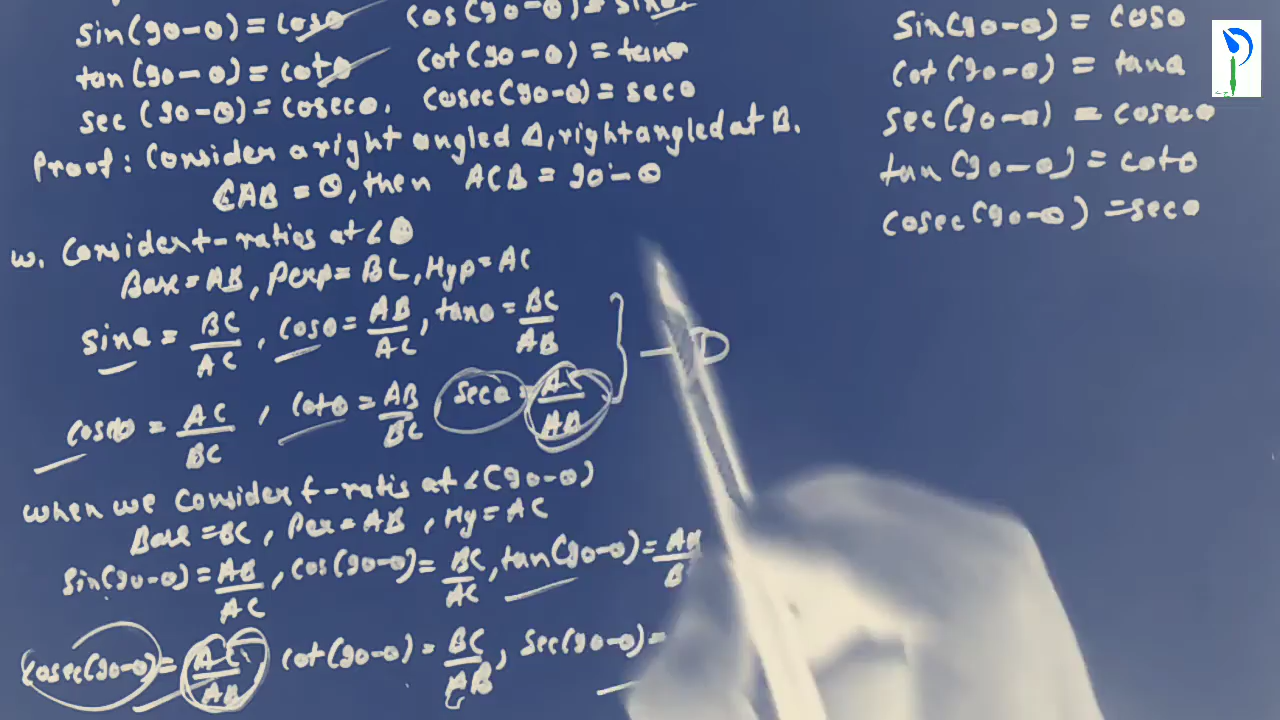 sin(90-θ)=cosθ cos(90-θ)=sinθ.
tan(90-θ)=cotθ cot(90-θ)=tanθ
sec(90-θ)=cosecθ. cosec(90-θ)=secθ
Proof: Consider a right angled Δ, right angled at B.
CAB=θ, then ACB=90°-θ
w. Consider t-ratios at ∠θ
Base=AB, Perp=BC, Hyp=AC
sinθ=BC/AC, cosθ=AB/AC, tanθ=BC/AB
=AC/BC, cotθ=AB/BC secθ=AC/AB
When we consider t-ratis at ∠(90-θ)
Base=BC, Per=AB, Hy=AC
sin(90-θ)=AB/AC, cos(90-θ)=BC/AC, tan(90-θ)=AB/B
cosec(90-θ)=AC/AB, cot(90-θ)=BC/AB, sec(90-θ)=
Sin(90-θ)=cosθ
cot(90-θ)=tanθ
sec(90-θ)=cosecθ
tan(90-θ)=cotθ
cosec(90-θ)=secθ